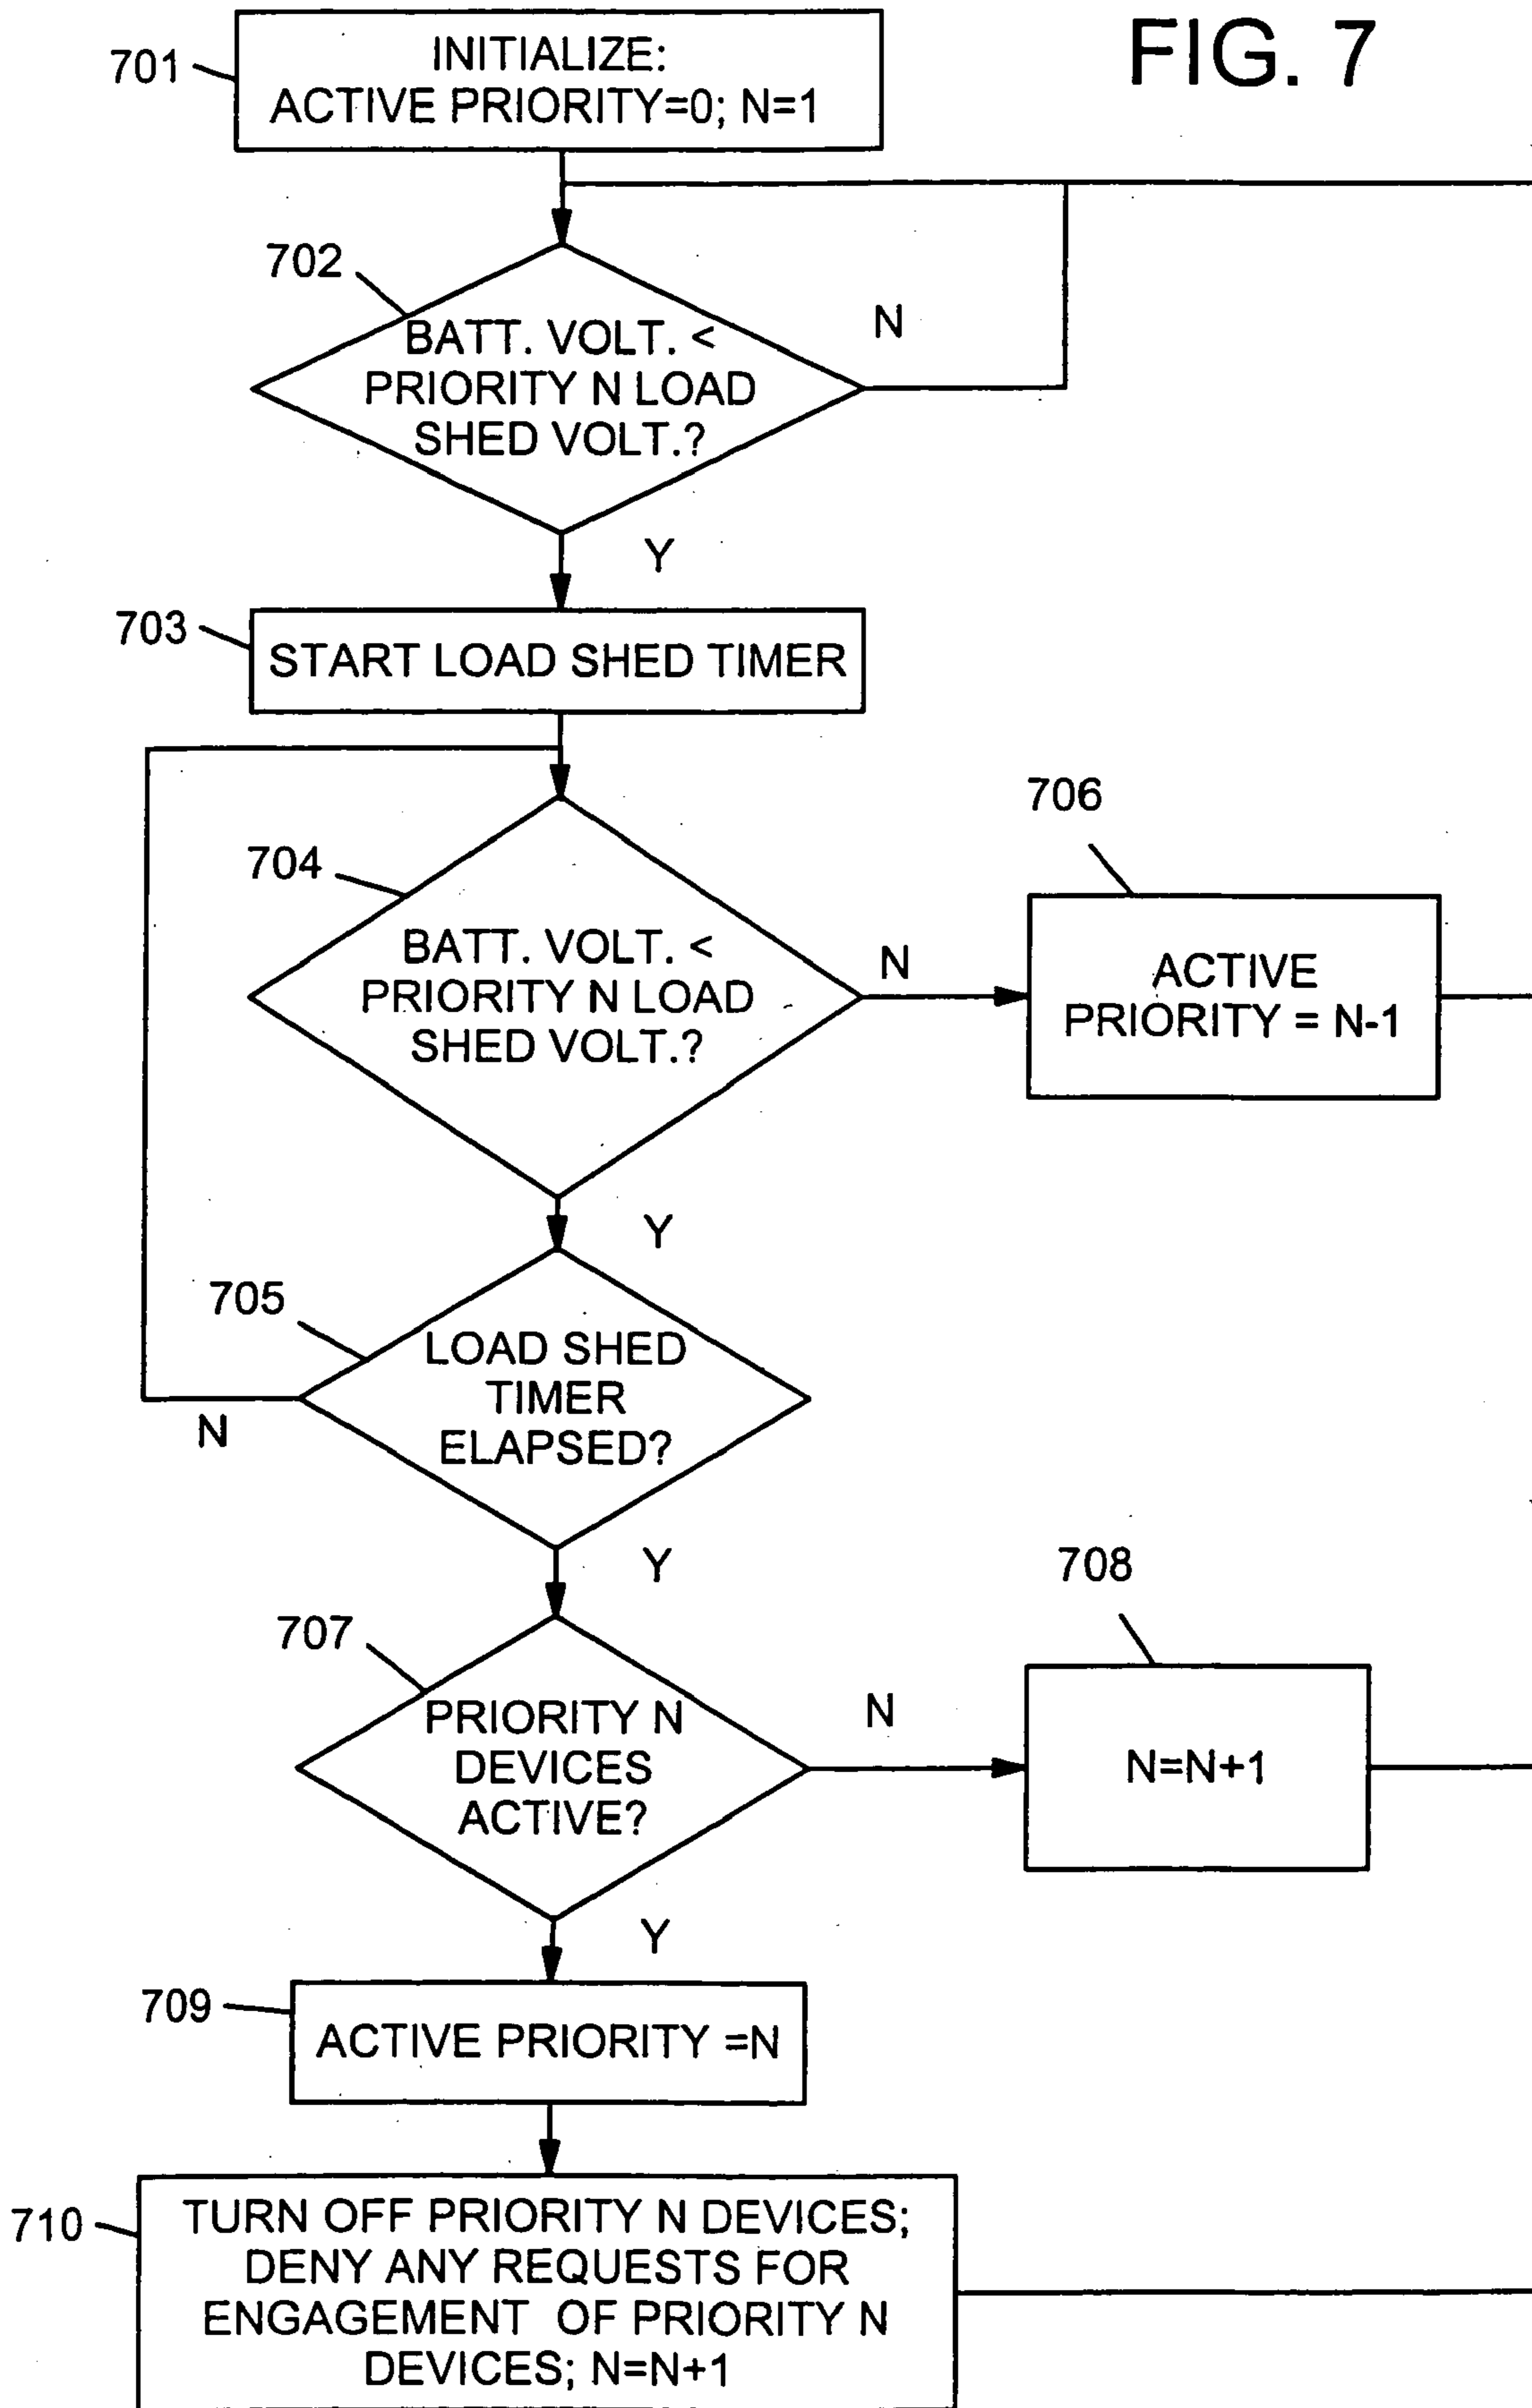 FIG. 7
701
INITIALIZE:
ACTIVE PRIORITY=0; N=1
702
BATT. VOLT. <
PRIORITY N LOAD
SHED VOLT.?
N
Y
703
START LOAD SHED TIMER
704
BATT. VOLT. <
PRIORITY N LOAD
SHED VOLT.?
N
706
ACTIVE
PRIORITY = N-1
Y
705
LOAD SHED
TIMER
ELAPSED?
N
Y
707
PRIORITY N
DEVICES
ACTIVE?
N
708
N=N+1
Y
709
ACTIVE PRIORITY =N
710
TURN OFF PRIORITY N DEVICES;
DENY ANY REQUESTS FOR
ENGAGEMENT OF PRIORITY N
DEVICES; N=N+1